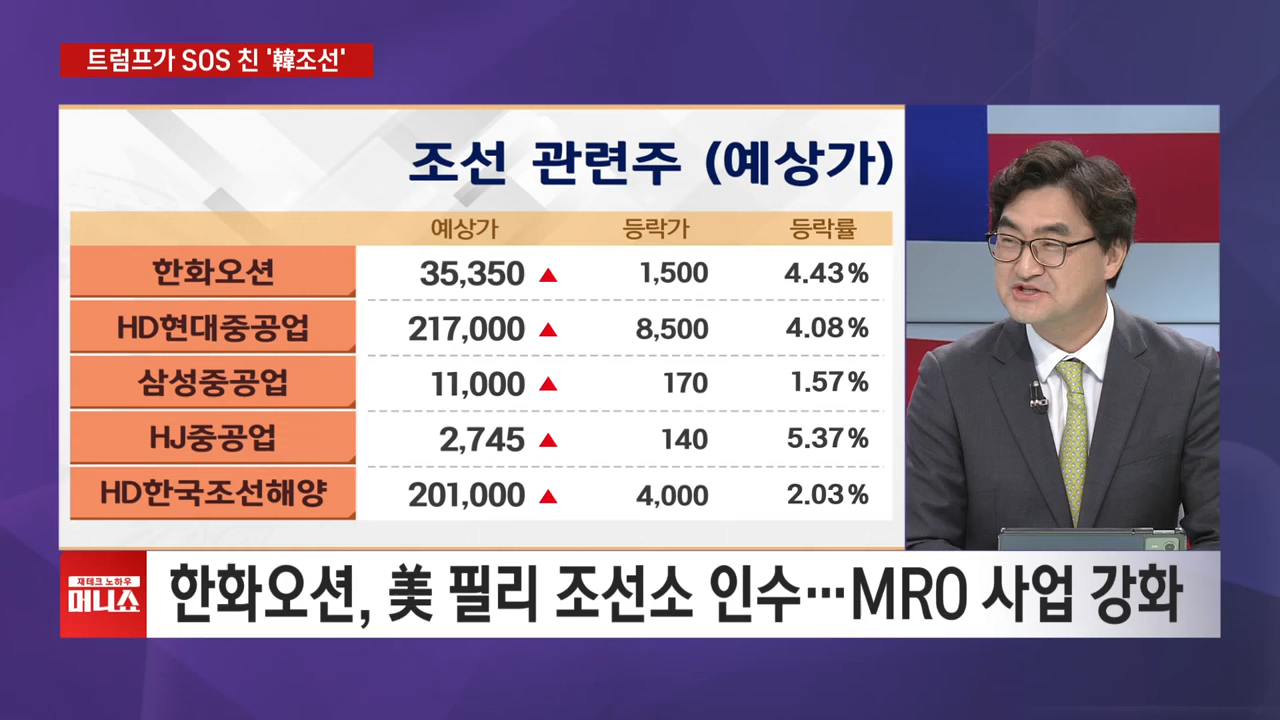 트럼프가 SOS 친 '韓조선'
조선 관련주 (예상가)
예상가 등락가 등락률
한화오션 35,350 ▲ 1,500 4.43%
HD현대중공업 217,000 ▲ 8,500 4.08%
삼성중공업 11,000 ▲ 170 1.57%
HJ중공업 2,745 ▲ 140 5.37%
HD한국조선해양 201,000 ▲ 4,000 2.03%
재테크 노하우
머니쇼
한화오션, 美 필리 조선소 인수…MRO 사업 강화